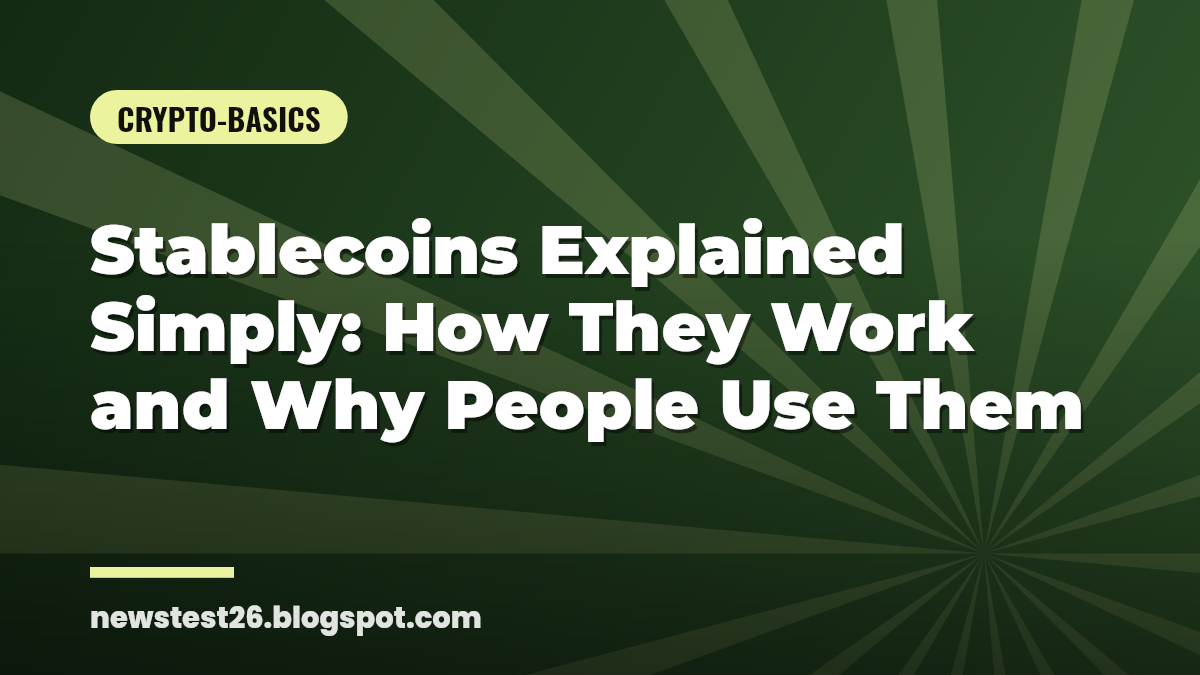 CRYPTO-BASICS
Stablecoins Explained
Simply: How They Work
and Why People Use Them
newstest26.blogspot.com